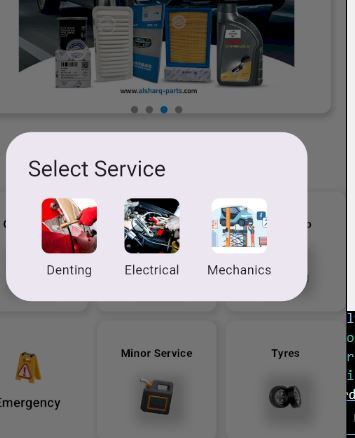 www.alsharq-parts.com
Select Service
Denting
Electrical
Mechanics
Minor Service
Tyres
Emergency